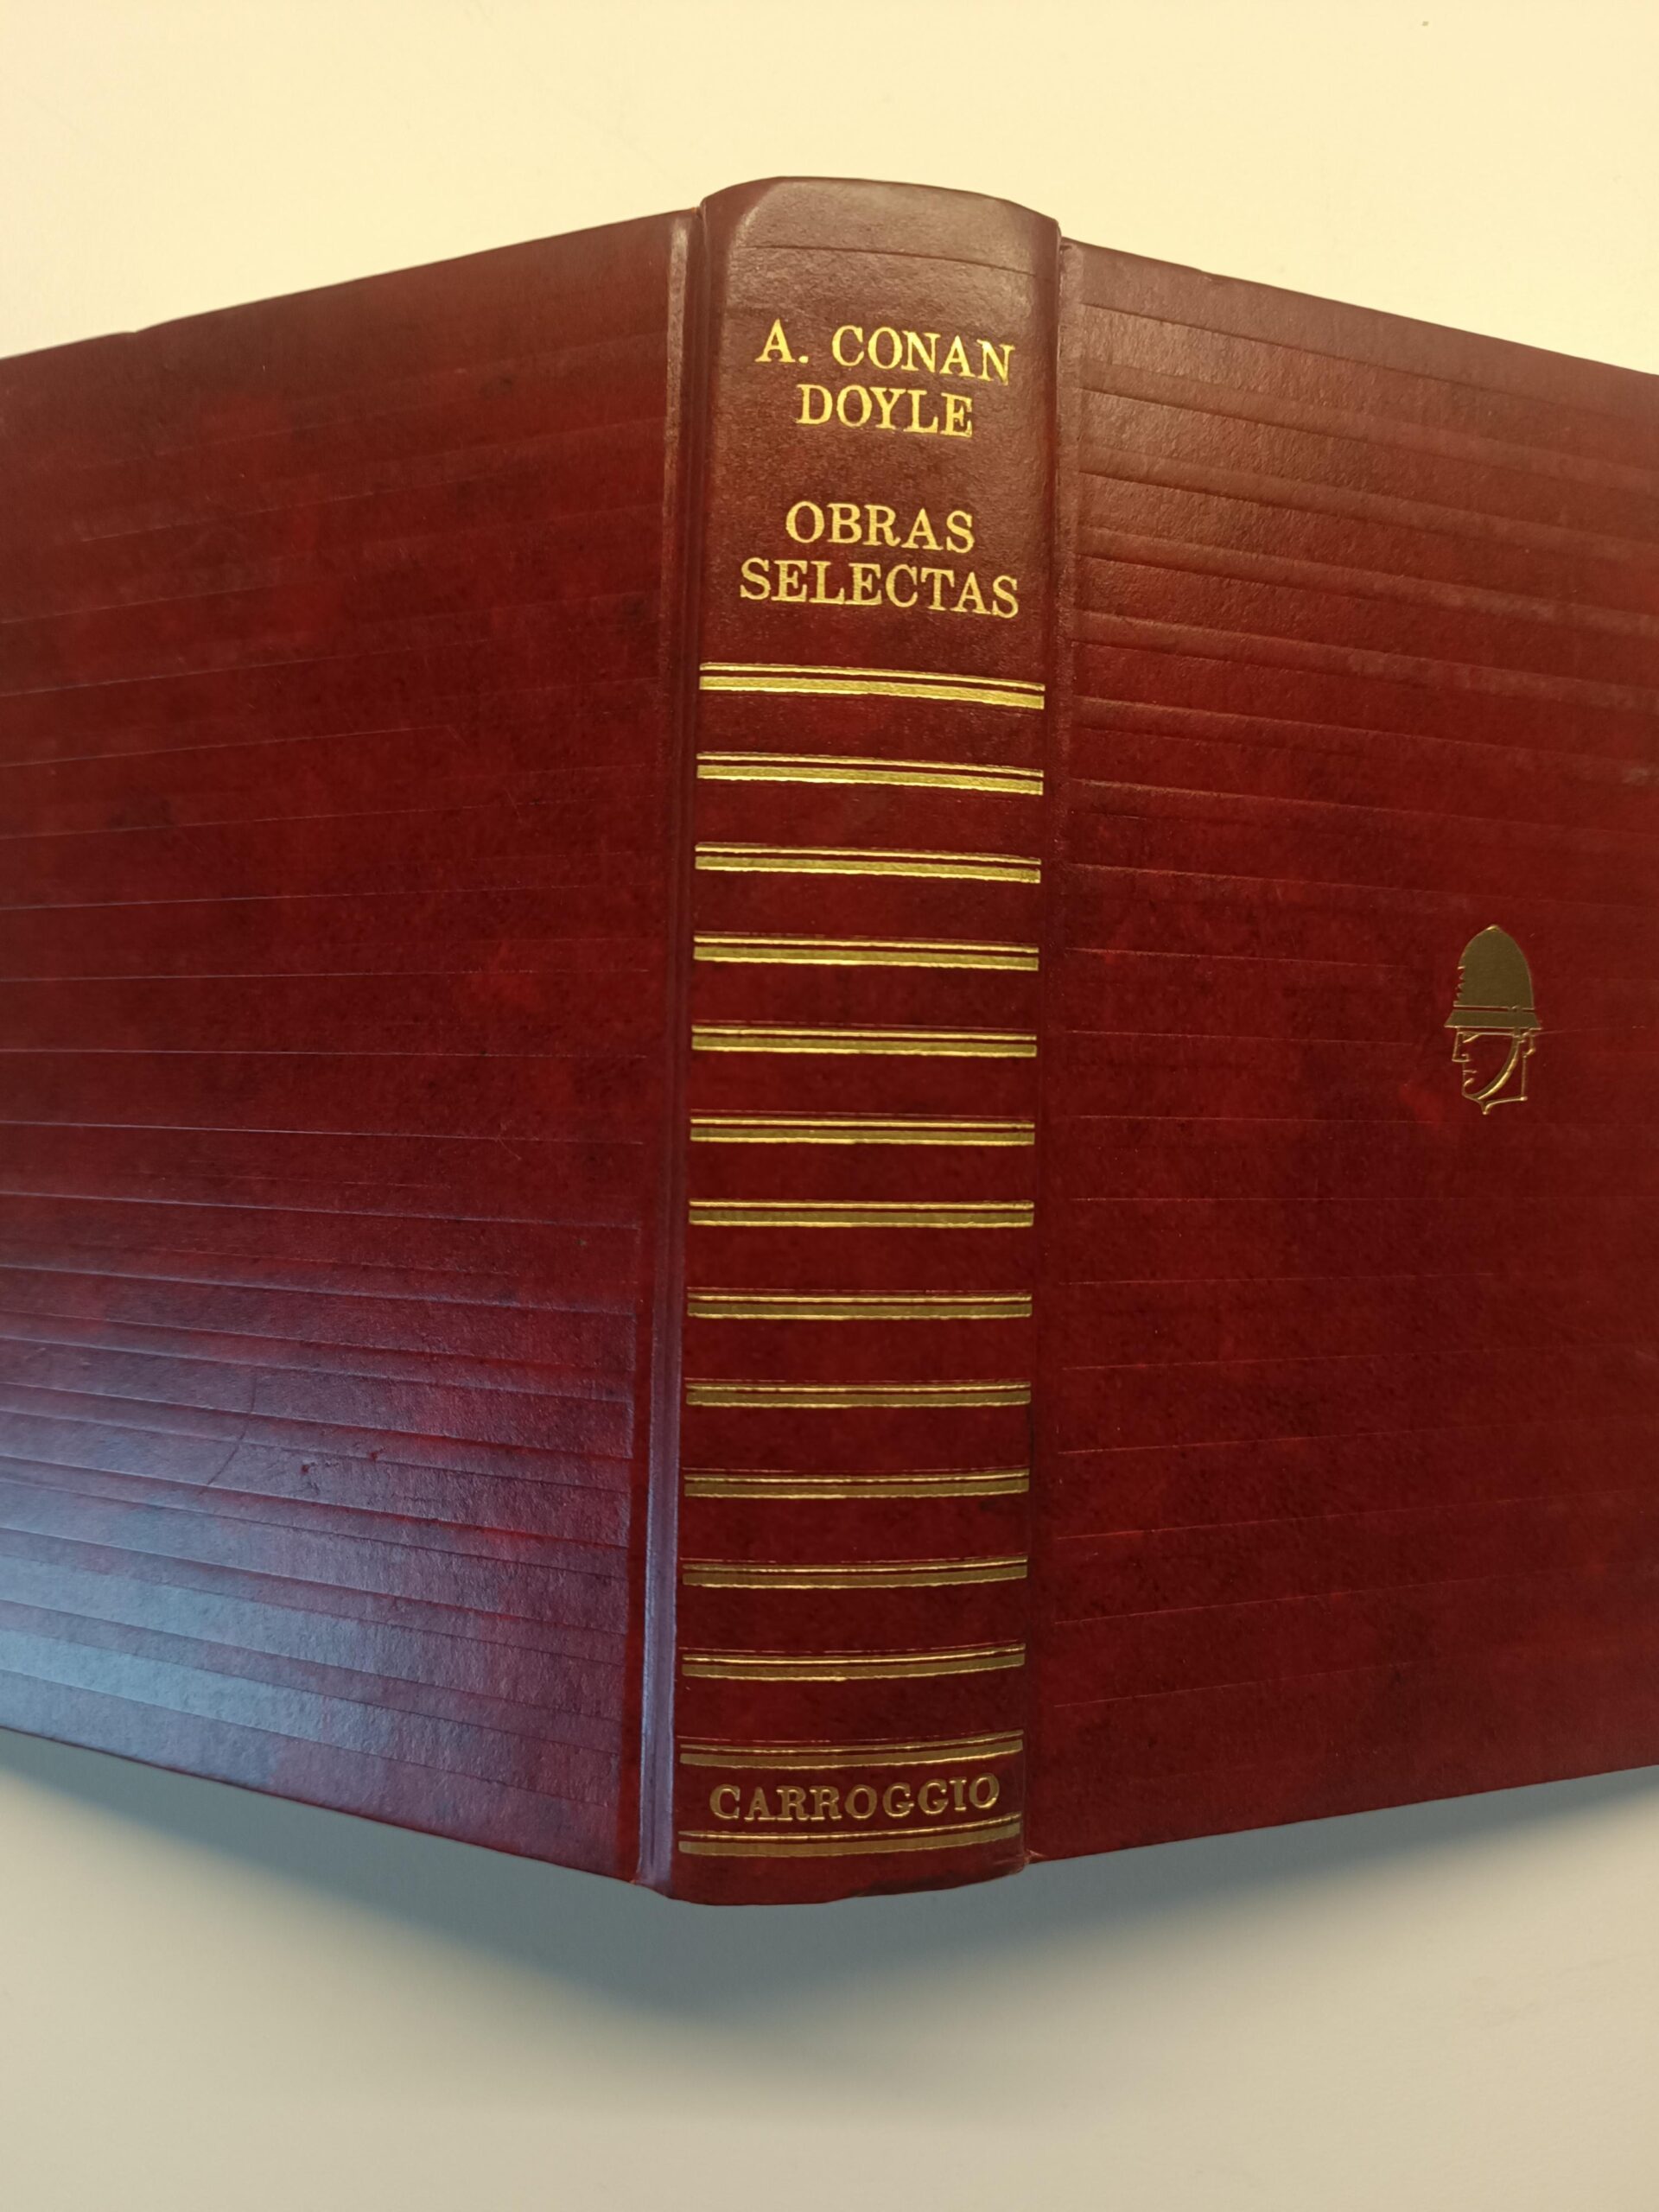 A. CONAN
DOYLE
OBRAS
SELECTAS
CARROGGIO